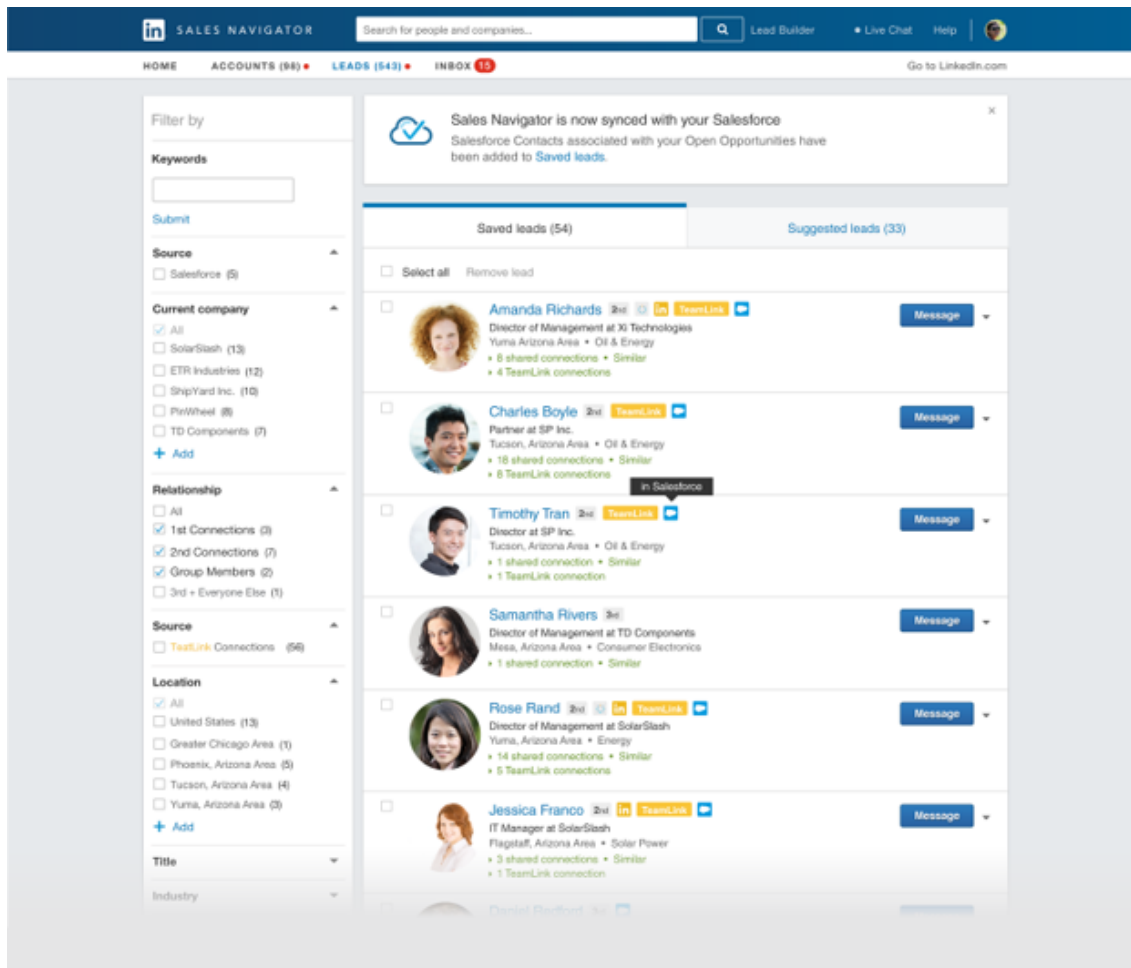 in SALES NAVIGATOR
Search for people and companies...
Lead Builder
Live Chat
Help
HOME
ACCOUNTS (98)
LEADS (543)
INBOX 15
Go to LinkedIn.com
Filter by
Keywords
Submit
Source
Salesforce (5)
Current company
All
SolarSlash (13)
ETR Industries (12)
ShipYard Inc. (10)
PinWheel (8)
TD Components (7)
+ Add
Relationship
All
1st Connections (3)
2nd Connections (7)
Group Members (2)
3rd + Everyone Else (1)
Source
TeatLink Connections (56)
Location
All
United States (13)
Greater Chicago Area (1)
Phoenix, Arizona Area (5)
Tucson, Arizona Area (4)
Yuma, Arizona Area (3)
+ Add
Title
Industry
Sales Navigator is now synced with your Salesforce
Salesforce Contacts associated with your Open Opportunities have
been added to Saved leads.
×
Saved leads (54)
Suggested leads (33)
Select all Remove lead
Amanda Richards 2nd in TeamLink
Director of Management at Xi Technologies
Yuma Arizona Area • Oil & Energy
8 shared connections • Similar
4 TeamLink connections
Message
Charles Boyle 2nd TeamLink
Partner at SP Inc.
Tucson, Arizona Area • Oil & Energy
18 shared connections • Similar
8 TeamLink connections
Message
in Salesforce
Timothy Tran 2nd TeamLink
Director at SP Inc.
Tucson, Arizona Area • Oil & Energy
1 shared connection • Similar
1 TeamLink connection
Message
Samantha Rivers
Director of Management at TD Components
Mesa, Arizona Area • Consumer Electronics
1 shared connection • Similar
Message
Rose Rand 2nd in TeamLink
Director of Management at SolarSlash
Yuma, Arizona Area • Energy
14 shared connections • Similar
5 TeamLink connections
Message
Jessica Franco 2nd in TeamLink
IT Manager at SolarSlash
Flagstaff, Arizona Area • Solar Power
3 shared connections • Similar
1 TeamLink connection
Message
Daniel